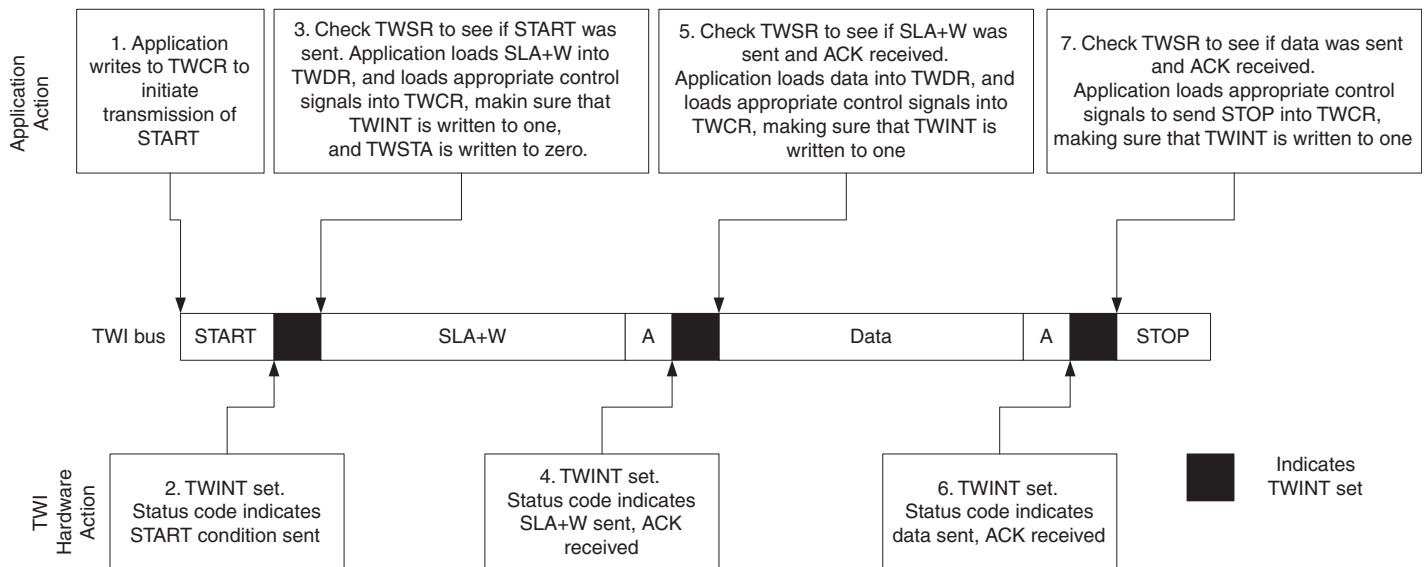 Application
Action
1. Application
writes to TWCR to
initiate
transmission of
START
3. Check TWSR to see if START was
sent. Application loads SLA+W into
TWDR, and loads appropriate control
signals into TWCR, makin sure that
TWINT is written to one,
and TWSTA is written to zero.
5. Check TWSR to see if SLA+W was
sent and ACK received.
Application loads data into TWDR, and
loads appropriate control signals into
TWCR, making sure that TWINT is
written to one
7. Check TWSR to see if data was sent
and ACK received.
Application loads appropriate control
signals to send STOP into TWCR,
making sure that TWINT is written to one
TWI bus
START
SLA+W
A
Data
A
STOP
TWI
Hardware
Action
2. TWINT set.
Status code indicates
START condition sent
4. TWINT set.
Status code indicates
SLA+W sent, ACK
received
6. TWINT set.
Status code indicates
data sent, ACK received
Indicates
TWINT set